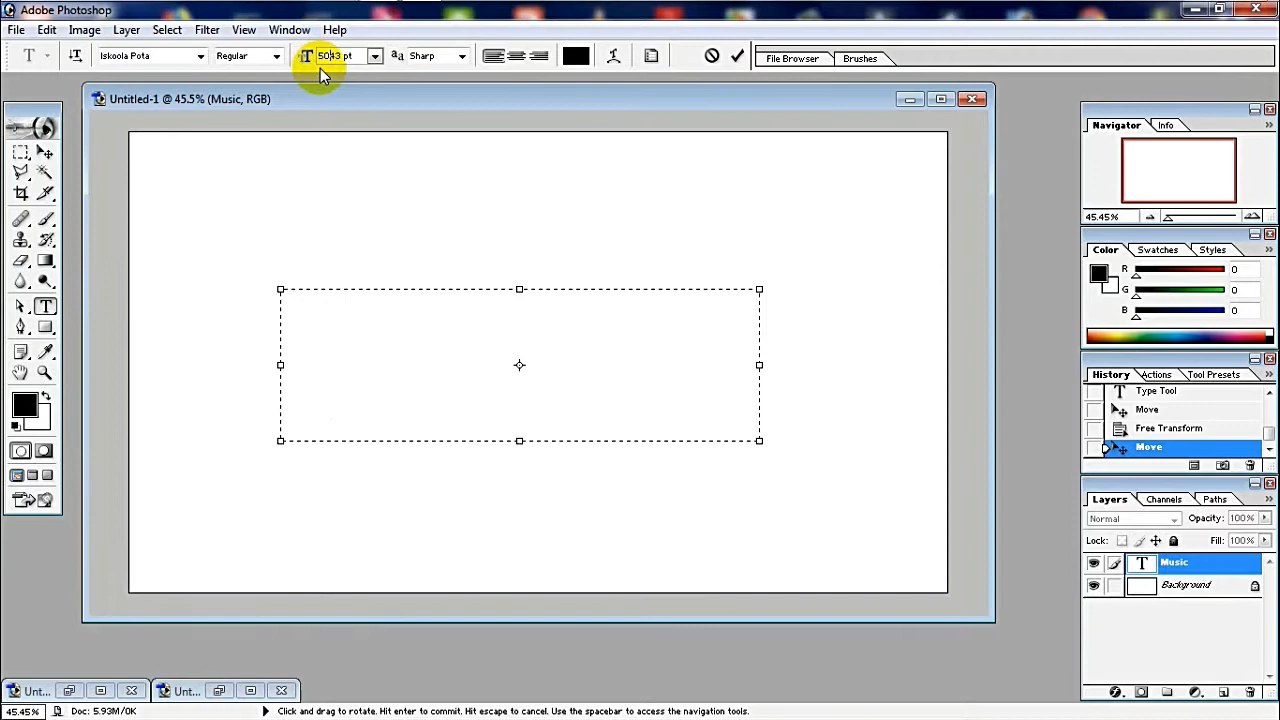 Adobe Photoshop
File Edit Image Layer Select Filter View Window Help
Iskoola Pota Regular 5043 pt Sharp File Browser Brushes
Untitled-1 @ 45.5% (Music, RGB)
Navigator Info
45.45%
Color Swatches Styles
R 0
G 0
B 0
History Actions Tool Presets
Type Tool
Move
Free Transform
Move
Layers Channels Paths
Normal Opacity: 100%
Lock: Fill: 100%
T Music
Background
Unt... Unt...
45.45% Doc: 5.93M/0K Click and drag to rotate. Hit enter to commit. Hit escape to cancel. Use the spacebar to access the navigation tools.